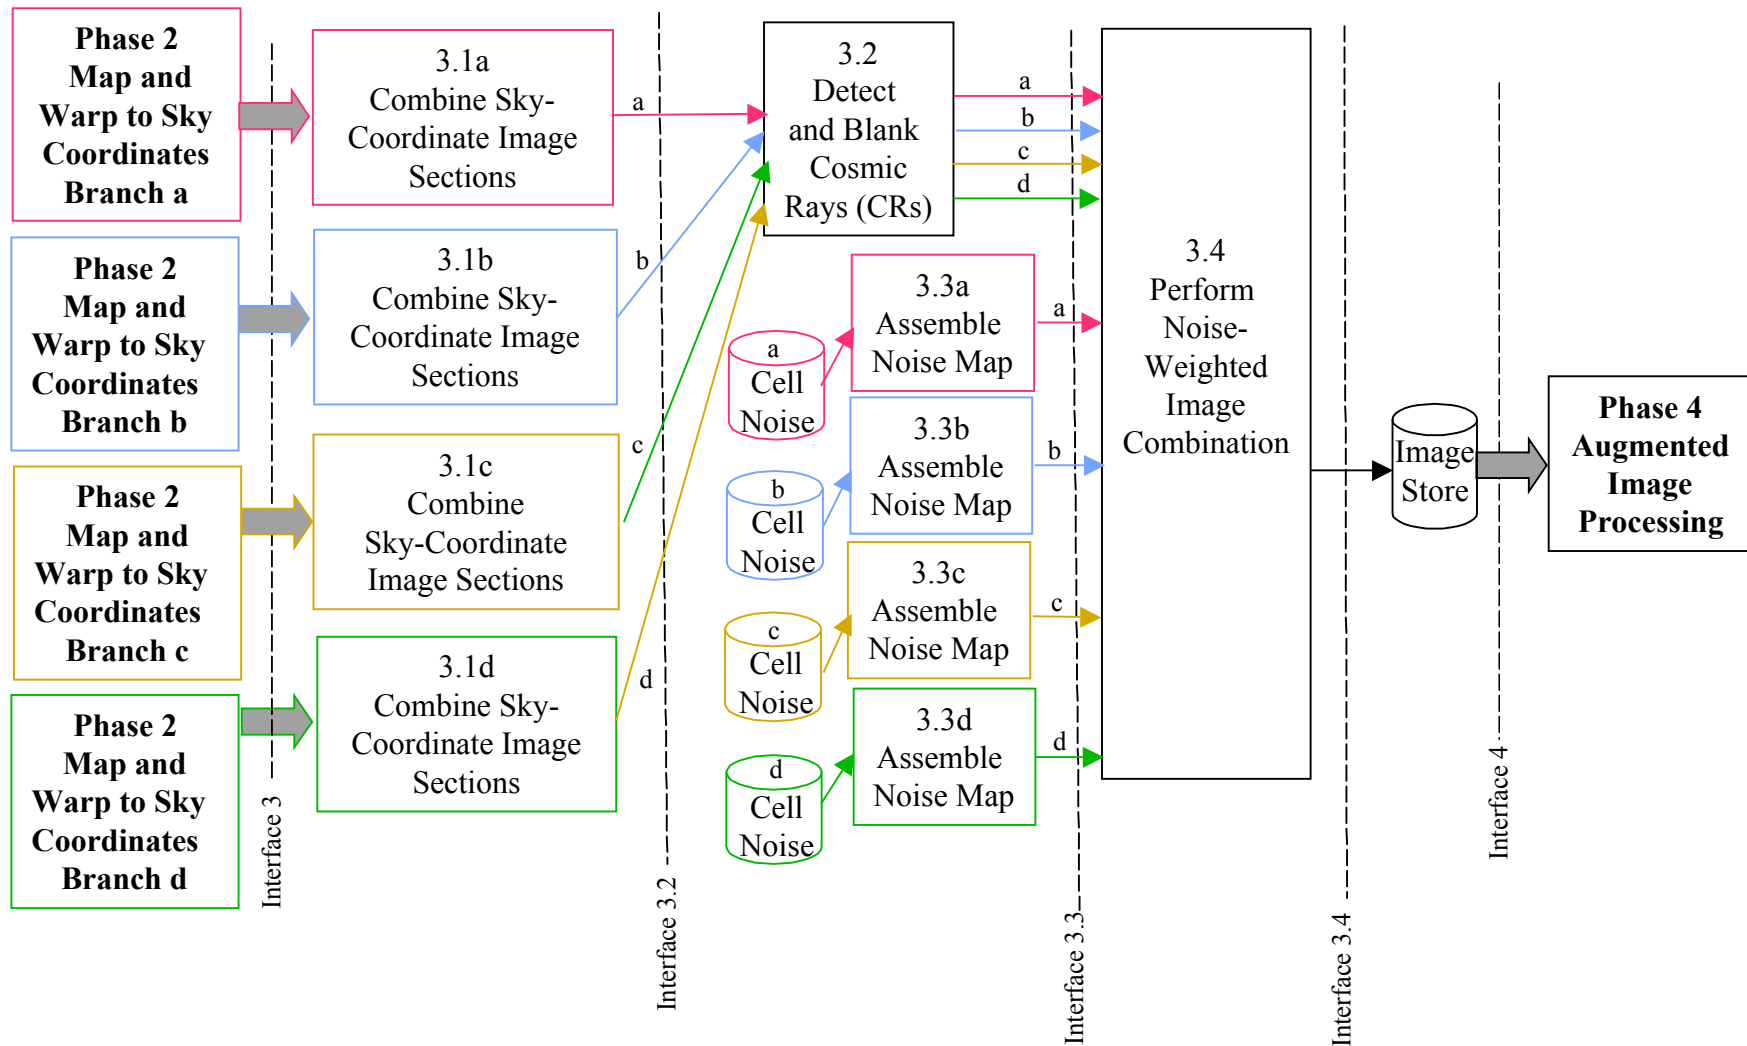 Phase 2
Map and
Warp to Sky
Coordinates
Branch a
Phase 2
Map and
Warp to Sky
Coordinates
Branch b
Phase 2
Map and
Warp to Sky
Coordinates
Branch c
Phase 2
Map and
Warp to Sky
Coordinates
Branch d
Interface 3
3.1a
Combine Sky-
Coordinate Image
Sections
3.1b
Combine Sky-
Coordinate Image
Sections
3.1c
Combine
Sky-Coordinate
Image Sections
3.1d
Combine Sky-
Coordinate Image
Sections
a
b
c
d
Interface 3.2
3.2
Detect
and Blank
Cosmic
Rays (CRs)
a
b
c
d
a
Cell
Noise
3.3a
Assemble
Noise Map
a
b
Cell
Noise
3.3b
Assemble
Noise Map
b
c
Cell
Noise
3.3c
Assemble
Noise Map
c
d
Cell
Noise
3.3d
Assemble
Noise Map
d
Interface 3.3
3.4
Perform
Noise-
Weighted
Image
Combination
Interface 3.4
Image
Store
Interface 4
Phase 4
Augmented
Image
Processing